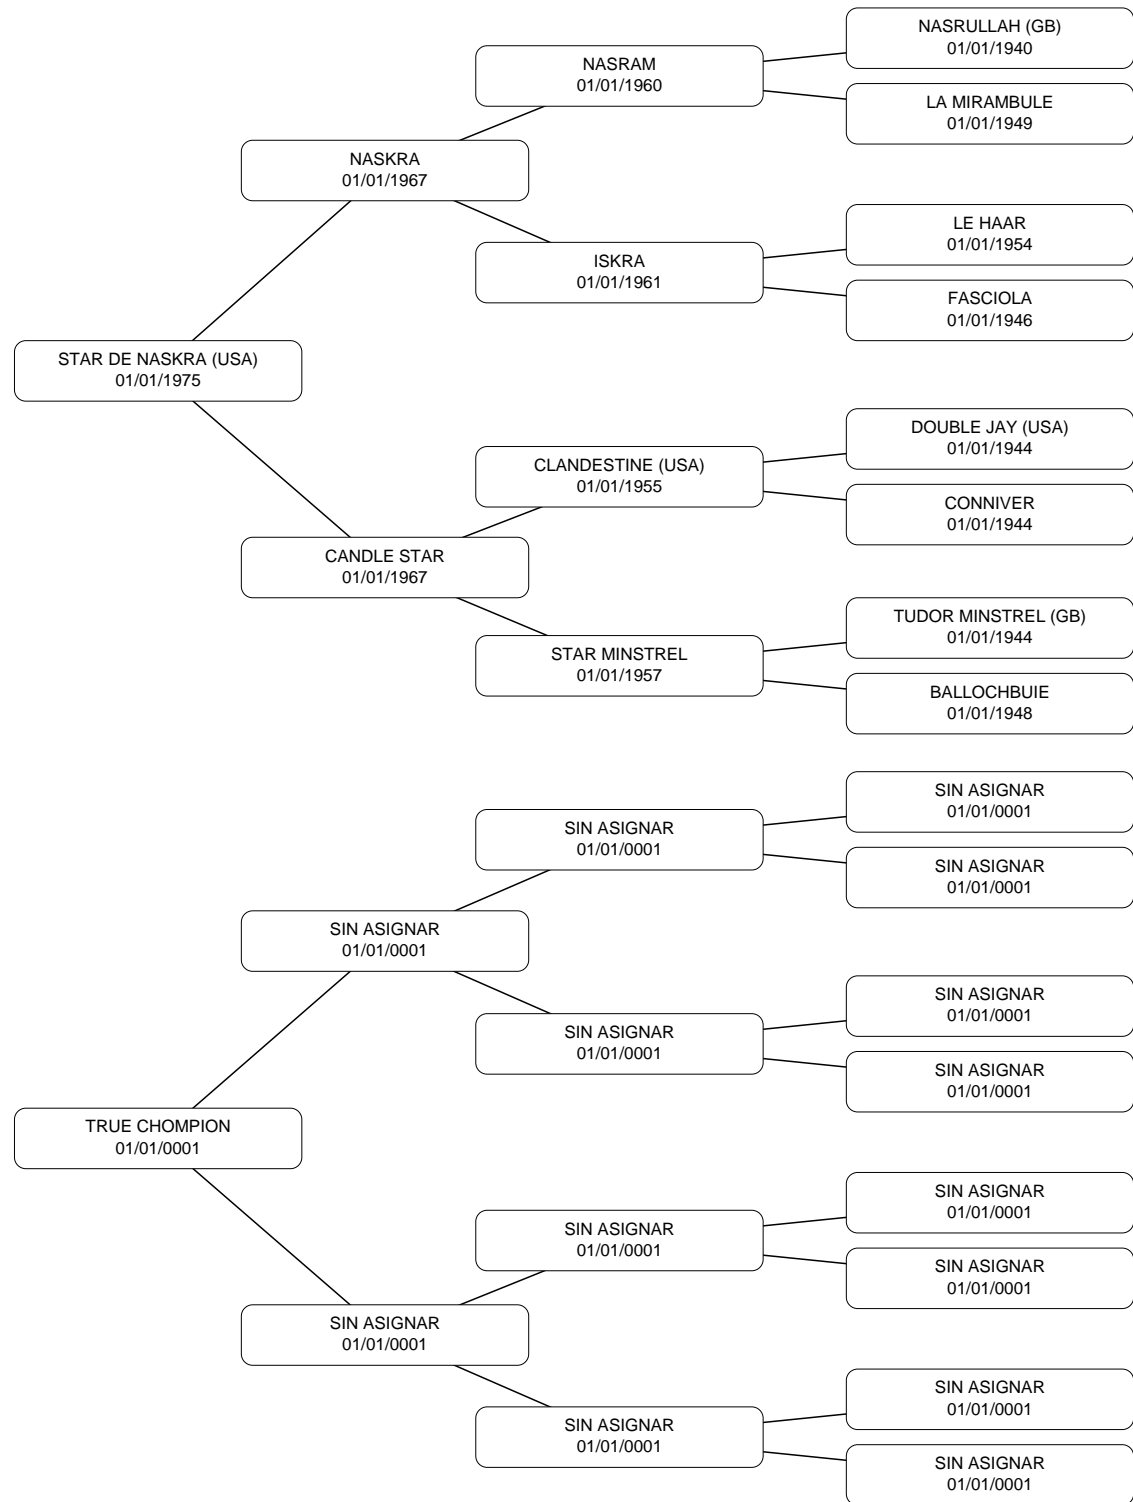 NASRULLAH (GB)
01/01/1940
NASRAM
01/01/1960
LA MIRAMBULE
01/01/1949
NASKRA
01/01/1967
LE HAAR
01/01/1954
ISKRA
01/01/1961
FASCIOLA
01/01/1946
STAR DE NASKRA (USA)
01/01/1975
DOUBLE JAY (USA)
01/01/1944
CLANDESTINE (USA)
01/01/1955
CONNIVER
01/01/1944
CANDLE STAR
01/01/1967
TUDOR MINSTREL (GB)
01/01/1944
STAR MINSTREL
01/01/1957
BALLOCHBUIE
01/01/1948
SIN ASIGNAR
01/01/0001
SIN ASIGNAR
01/01/0001
SIN ASIGNAR
01/01/0001
SIN ASIGNAR
01/01/0001
SIN ASIGNAR
01/01/0001
SIN ASIGNAR
01/01/0001
SIN ASIGNAR
01/01/0001
TRUE CHOMPION
01/01/0001
SIN ASIGNAR
01/01/0001
SIN ASIGNAR
01/01/0001
SIN ASIGNAR
01/01/0001
SIN ASIGNAR
01/01/0001
SIN ASIGNAR
01/01/0001
SIN ASIGNAR
01/01/0001
SIN ASIGNAR
01/01/0001